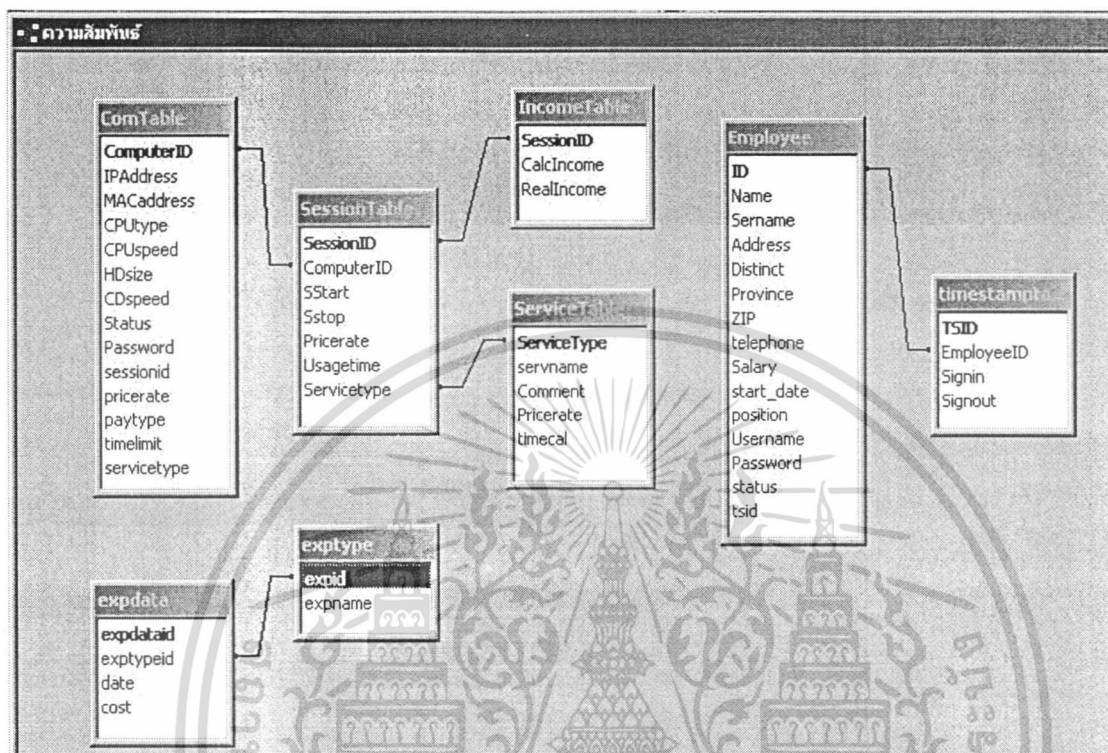 ความสัมพันธ์
ComTable
ComputerID
IPAddress
MACaddress
CPUtype
CPUspeed
HDsize
CDspeed
Status
Password
sessionid
pricerate
paytype
timelimit
servicetype
SessionTable
SessionID
ComputerID
SStart
Sstop
Pricerate
Usagetime
Servicetype
IncomeTable
SessionID
CalcIncome
RealIncome
ServiceTable
ServiceType
servname
Comment
Pricerate
timecal
Employee
ID
Name
Sername
Address
Distinct
Province
ZIP
telephone
Salary
start_date
position
Username
Password
status
tsid
timestampta...
TSID
EmployeeID
Signin
Signout
exptype
expid
expname
expdata
expdataid
exptypeid
date
cost